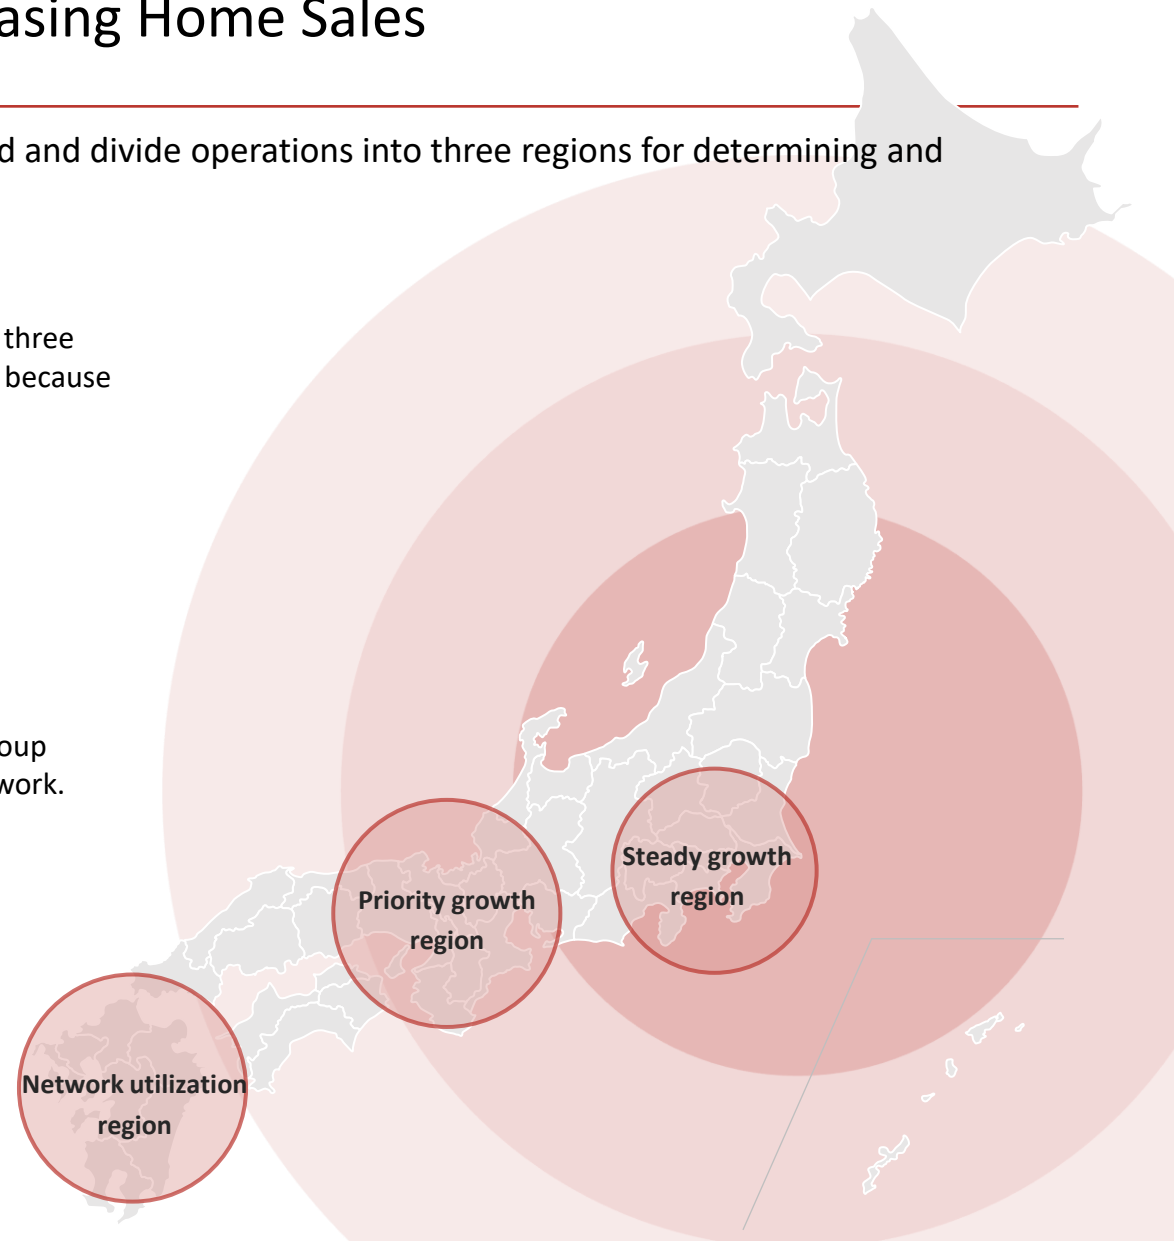 asing Home Sales
d and divide operations into three regions for determining and
three
because
oup
work.
Steady growth
region
Priority growth
region
Network utilization
region